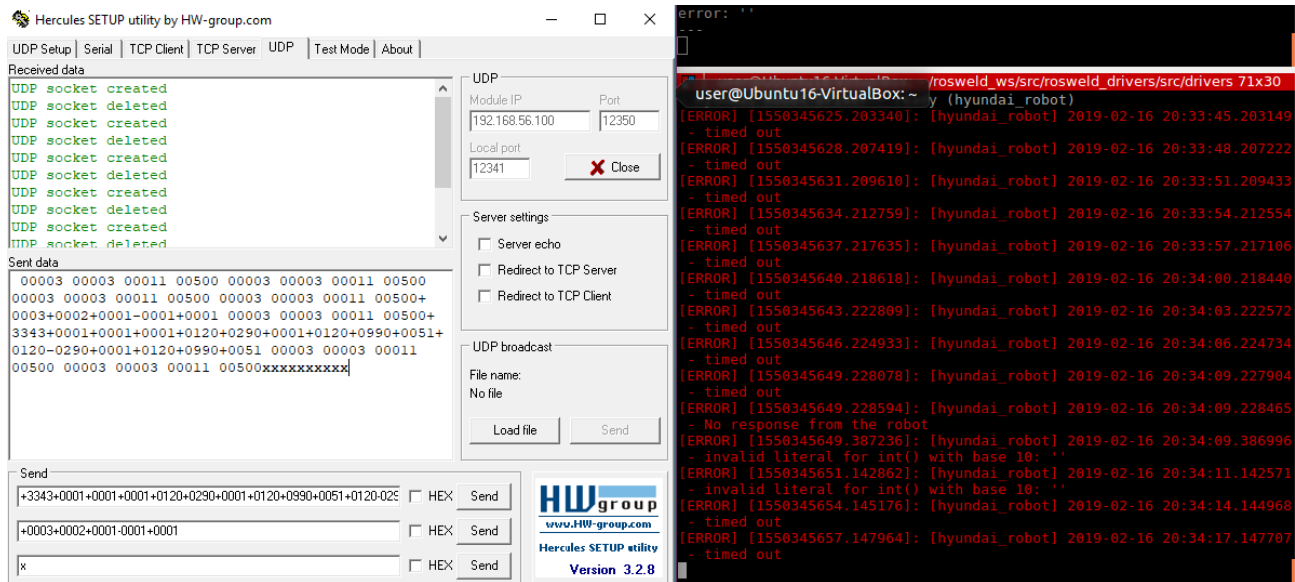 Hercules SETUP utility by HW-group.com
UDP Setup Serial TCP Client TCP Server UDP Test Mode About
Received data
UDP socket created
UDP socket deleted
UDP socket created
UDP socket deleted
UDP socket created
UDP socket deleted
UDP socket created
UDP socket deleted
UDP socket created
UDP socket deleted
Sent data
00003 00003 00011 00500 00003 00003 00011 00500
00003 00003 00011 00500 00003 00003 00011 00500+
0003+0002+0001-0001+0001 00003 00003 00011 00500+
3343+0001+0001+0001+0120+0290+0001+0120+0990+0051+
0120-0290+0001+0120+0990+0051 00003 00003 00011
00500 00003 00003 00011 00500xxxxxxxxxx
UDP
Module IP Port
192.168.56.100 12350
Local port
12341 Close
Server settings
Server echo
Redirect to TCP Server
Redirect to TCP Client
UDP broadcast
File name:
No file
Load file Send
Send
+3343+0001+0001+0001+0120+0290+0001+0120+0990+0051+0120-029 HEX Send
+0003+0002+0001-0001+0001 HEX Send
x HEX Send
HW group
www.HW-group.com
Hercules SETUP utility
Version 3.2.8
error: ''
---
/rosweld_ws/src/rosweld_drivers/src/drivers 71x30
user@Ubuntu16-VirtualBox: ~
y (hyundai_robot)
[ERROR] [1550345625.203340]: [hyundai_robot] 2019-02-16 20:33:45.203149
- timed out
[ERROR] [1550345628.207419]: [hyundai_robot] 2019-02-16 20:33:48.207222
- timed out
[ERROR] [1550345631.209610]: [hyundai_robot] 2019-02-16 20:33:51.209433
- timed out
[ERROR] [1550345634.212759]: [hyundai_robot] 2019-02-16 20:33:54.212554
- timed out
[ERROR] [1550345637.217635]: [hyundai_robot] 2019-02-16 20:33:57.217106
- timed out
[ERROR] [1550345640.218618]: [hyundai_robot] 2019-02-16 20:34:00.218440
- timed out
[ERROR] [1550345643.222809]: [hyundai_robot] 2019-02-16 20:34:03.222572
- timed out
[ERROR] [1550345646.224933]: [hyundai_robot] 2019-02-16 20:34:06.224734
- timed out
[ERROR] [1550345649.228078]: [hyundai_robot] 2019-02-16 20:34:09.227904
- timed out
[ERROR] [1550345649.228594]: [hyundai_robot] 2019-02-16 20:34:09.228465
- No response from the robot
[ERROR] [1550345649.387236]: [hyundai_robot] 2019-02-16 20:34:09.386996
- invalid literal for int() with base 10: ''
[ERROR] [1550345651.142862]: [hyundai_robot] 2019-02-16 20:34:11.142571
- invalid literal for int() with base 10: ''
[ERROR] [1550345654.145176]: [hyundai_robot] 2019-02-16 20:34:14.144968
- timed out
[ERROR] [1550345657.147964]: [hyundai_robot] 2019-02-16 20:34:17.147707
- timed out